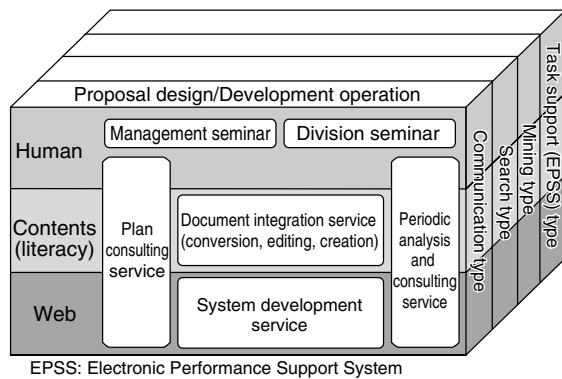 Proposal design/Development operation
Human
Management seminar
Division seminar
Contents
(literacy)
Plan
consulting
service
Document integration service
(conversion, editing, creation)
Periodic
analysis
and
consulting
service
Web
System development
service
Communication type
Search type
Mining type
Task support (EPSS) type
EPSS: Electronic Performance Support System